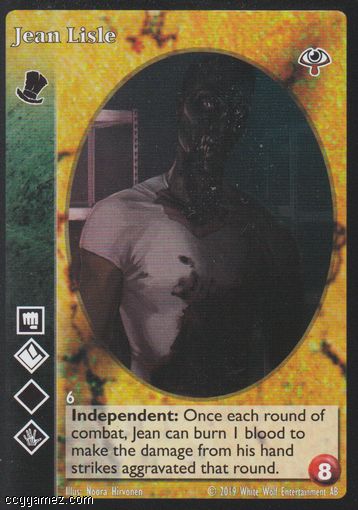 Jean Lisle
6
Independent: Once each round of
combat, Jean can burn 1 blood to
make the damage from his hand
strikes aggravated that round.
8
Illus: Noora Hirvonen
© 2019 White Wolf Entertainment AB
ccgygamez.com